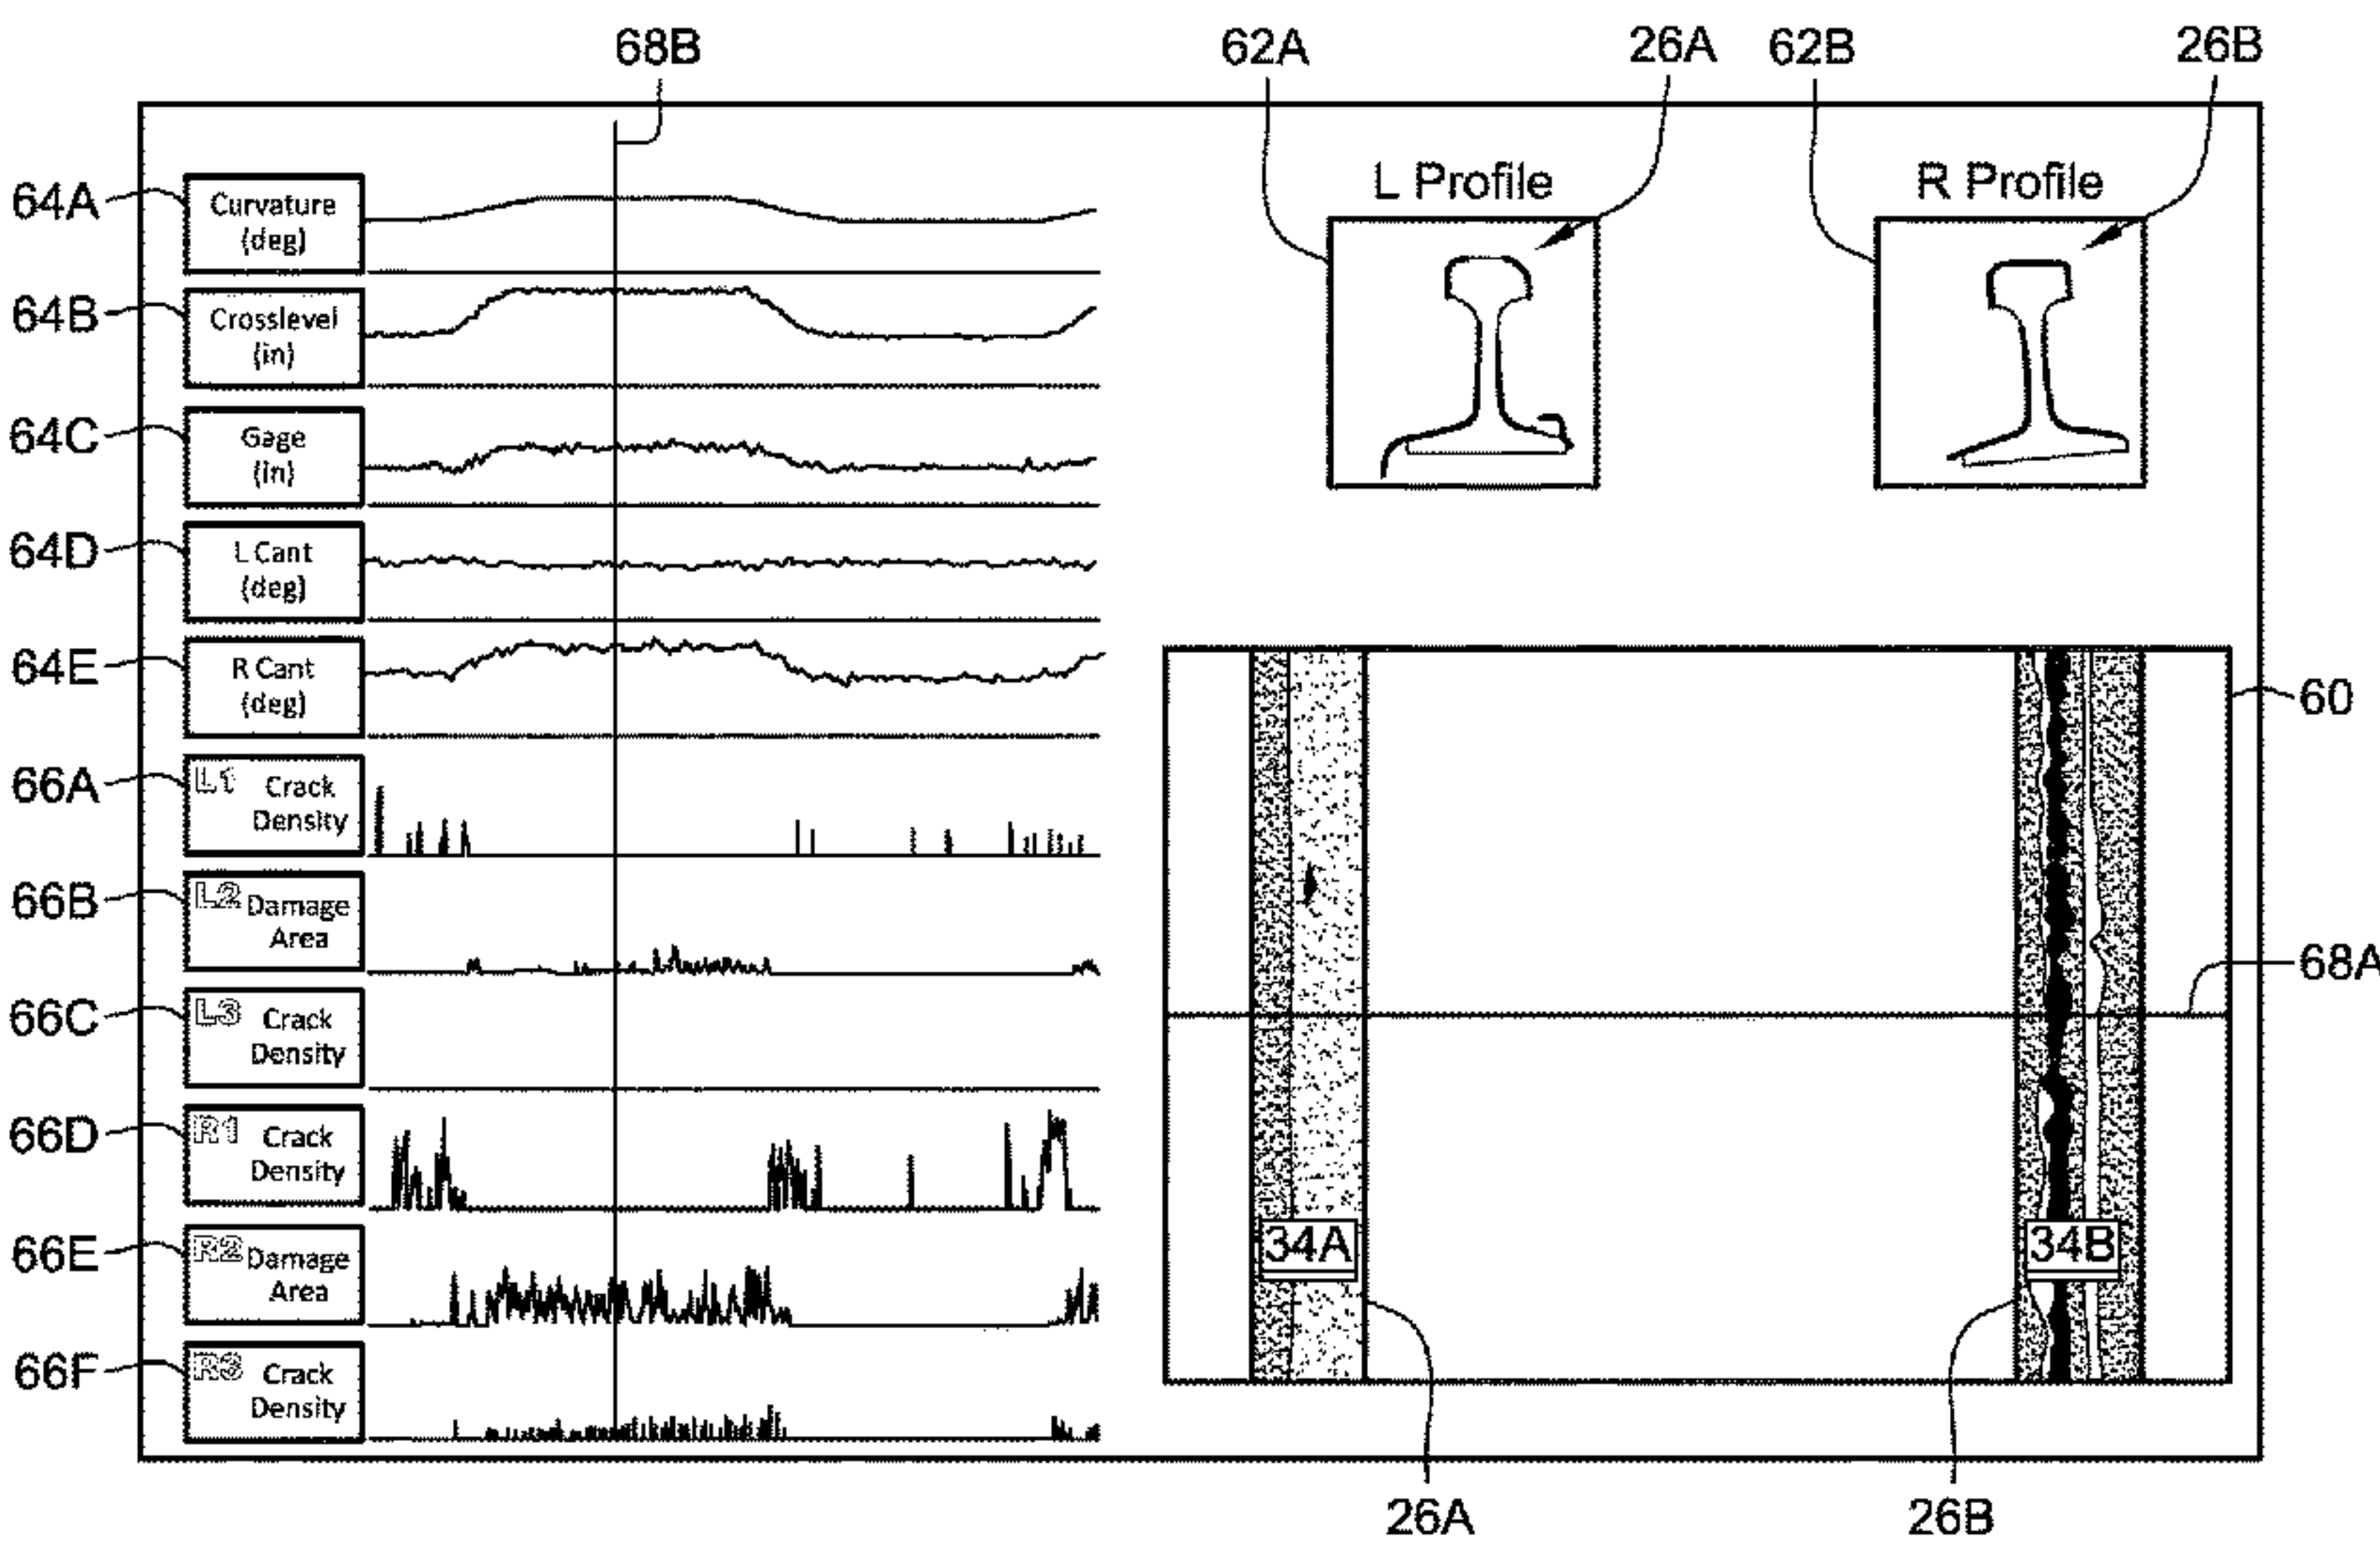 68B
62A
26A
62B
26B
L Profile
R Profile
64A
Curvature
(deg)
64B
Crosslevel
(in)
64C
Gage
(in)
64D
L Cant
(deg)
64E
R Cant
(deg)
60
66A
L1 Crack
Density
66B
L2 Damage
Area
68A
66C
L3 Crack
Density
66D
R1 Crack
Density
66E
R2 Damage
Area
34A
34B
66F
R3 Crack
Density
26A
26B